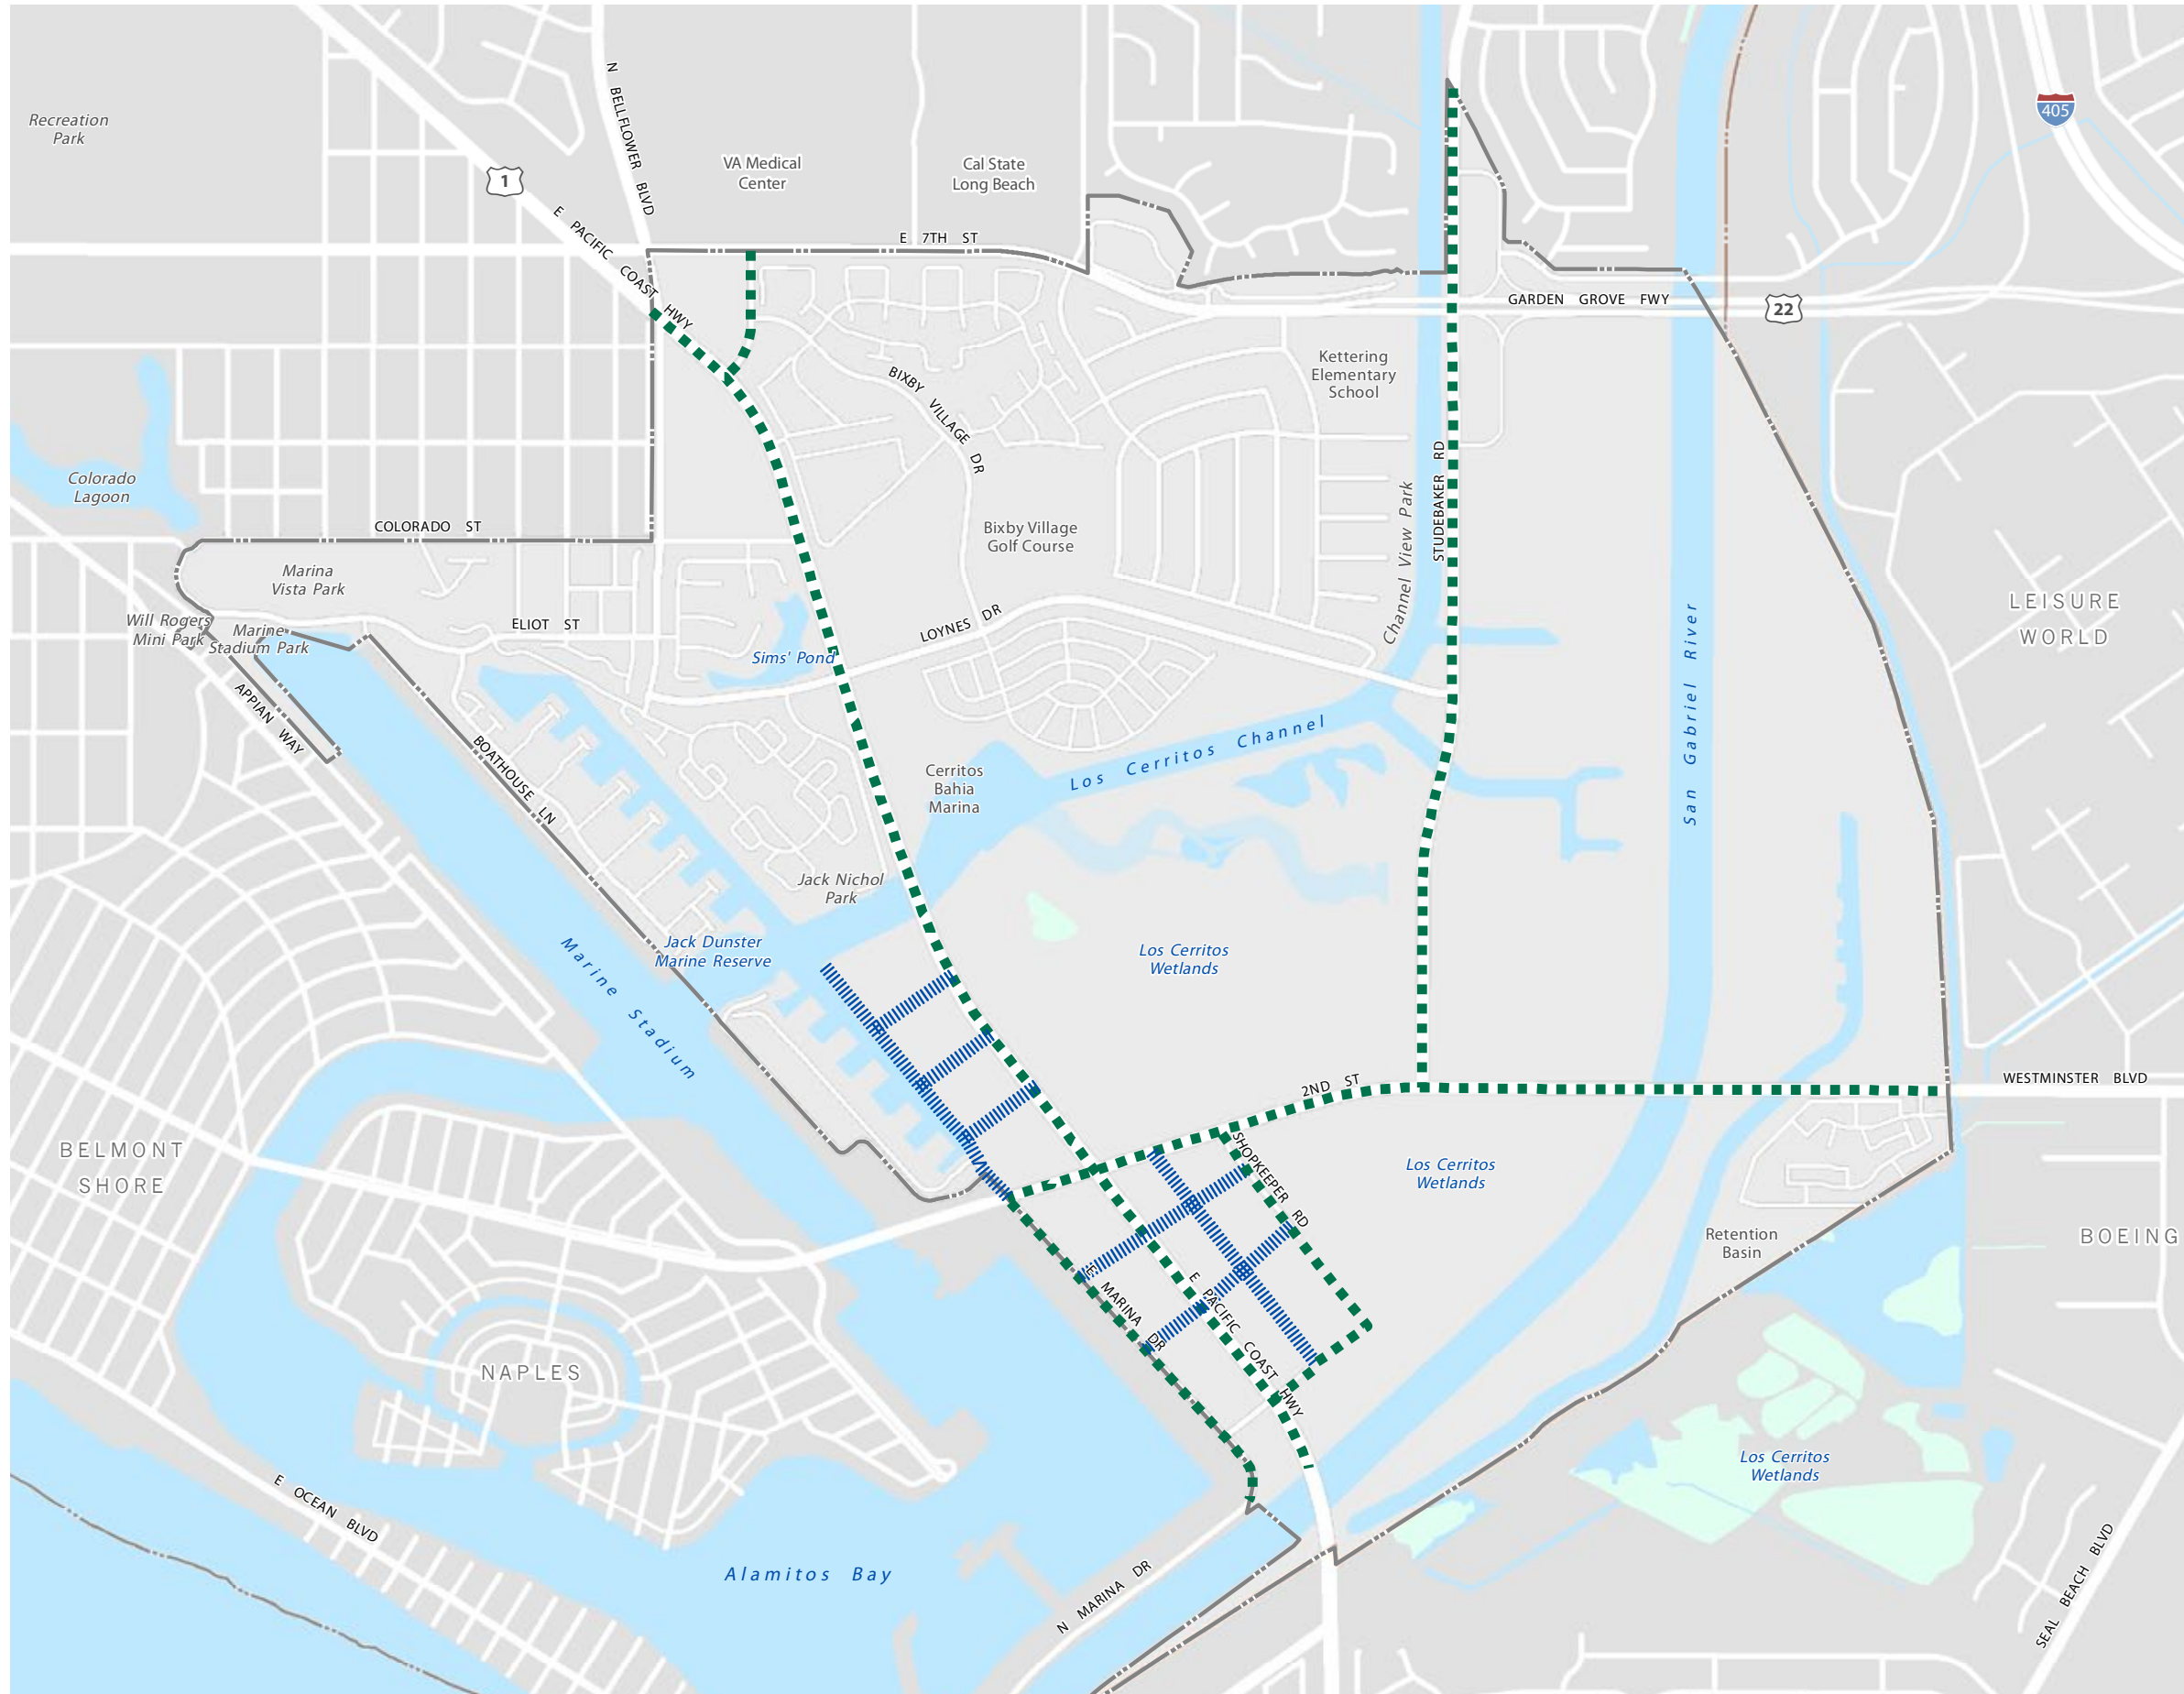 405
N BELLFLOWER BLVD
Recreation
Park
VA Medical
Center
Cal State
Long Beach
1
E PACIFIC COAST HWY
E 7TH ST
GARDEN GROVE FWY
22
Kettering
Elementary
School
BIXBY VILLAGE DR
STUDEBAKER RD
Colorado
Lagoon
COLORADO ST
Bixby Village
Golf Course
Channel View Park
Marina
Vista Park
LEISURE
WORLD
Will Rogers
Mini Park
Marine
Stadium Park
ELIOT ST
LOYNES DR
Sims' Pond
San Gabriel River
APPIAN WAY
BOATHOUSE LN
Los Cerritos Channel
Cerritos
Bahia
Marina
Jack Nichol
Park
Jack Dunster
Marine Reserve
Los Cerritos
Wetlands
Marine Stadium
2ND ST
WESTMINSTER BLVD
BELMONT
SHORE
SHOPKEEPER RD
Los Cerritos
Wetlands
Retention
Basin
BOEING
E MARINA DR
E PACIFIC COAST HWY
NAPLES
Los Cerritos
Wetlands
E OCEAN BLVD
Alamitos Bay
N MARINA DR
SEAL BEACH BLVD